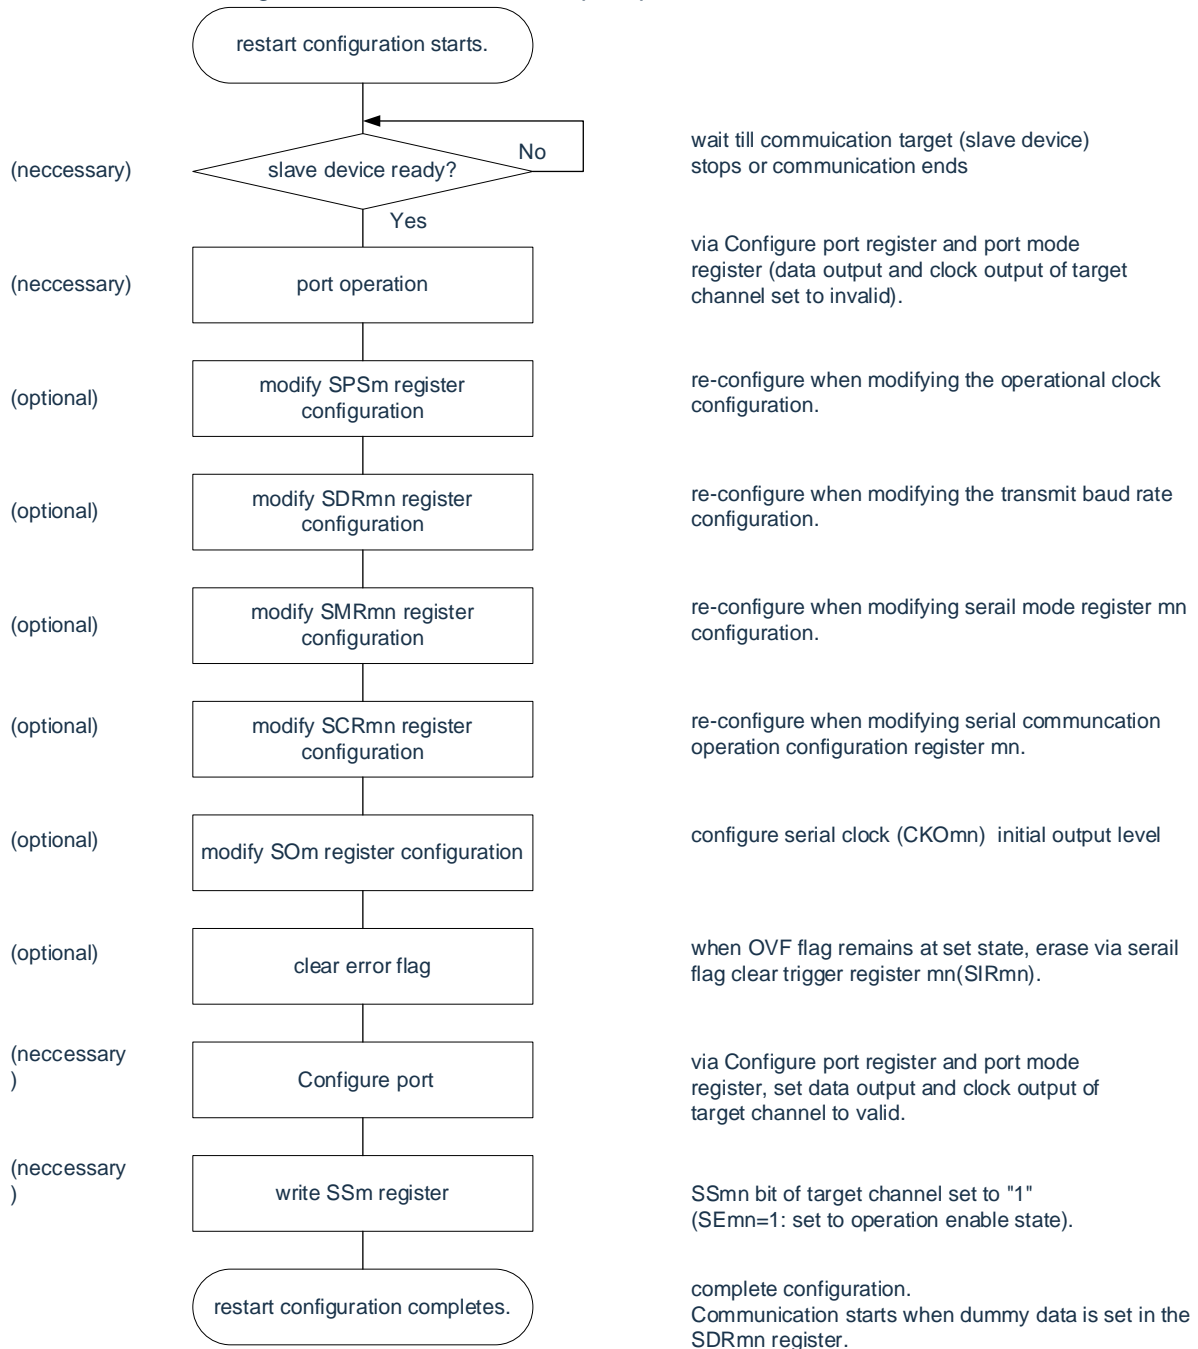 restart configuration starts.
(neccessary)
slave device ready?
No
wait till commuication target (slave device)
stops or communication ends
Yes
(neccessary)
port operation
via Configure port register and port mode
register (data output and clock output of target
channel set to invalid).
(optional)
modify SPSm register
configuration
re-configure when modifying the operational clock
configuration.
(optional)
modify SDRmn register
configuration
re-configure when modifying the transmit baud rate
configuration.
(optional)
modify SMRmn register
configuration
re-configure when modifying serail mode register mn
configuration.
(optional)
modify SCRmn register
configuration
re-configure when modifying serial communcation
operation configuration register mn.
(optional)
modify SOm register configuration
configure serial clock (CKOmn)  initial output level
(optional)
clear error flag
when OVF flag remains at set state, erase via serail
flag clear trigger register mn(SIRmn).
(neccessary
)
Configure port
via Configure port register and port mode
register, set data output and clock output of
target channel to valid.
(neccessary
)
write SSm register
SSmn bit of target channel set to "1"
(SEmn=1: set to operation enable state).
restart configuration completes.
complete configuration.
Communication starts when dummy data is set in the
SDRmn register.